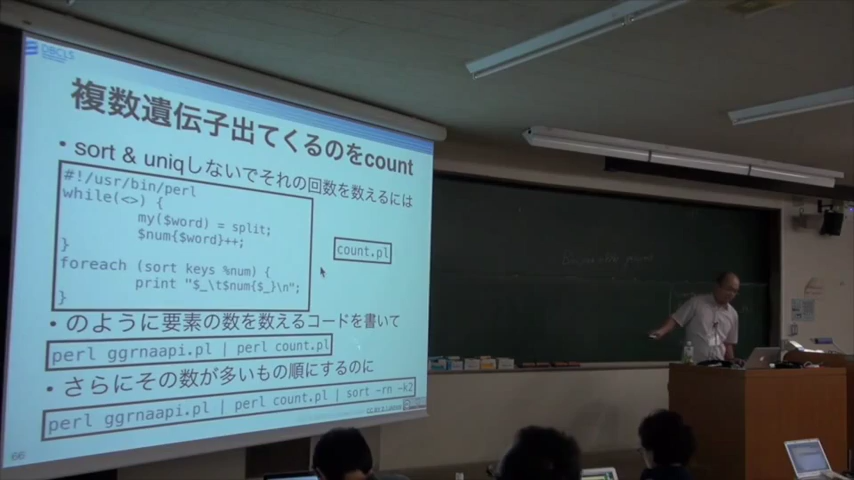 DBCLS
複数遺伝子出てくるのをcount
• sort & uniqしないでそれの回数を数えるには
#!/usr/bin/perl
while(<>) {
my($word) = split;
$num{$word}++;
}
foreach (sort keys %num) {
print "$_\t$num{$_}\n";
}
count.pl
• のように要素の数を数えるコードを書いて
perl ggrnaapi.pl | perl count.pl
• さらにその数が多いもの順にするのに
perl ggrnaapi.pl | perl count.pl | sort -rn -k2
66